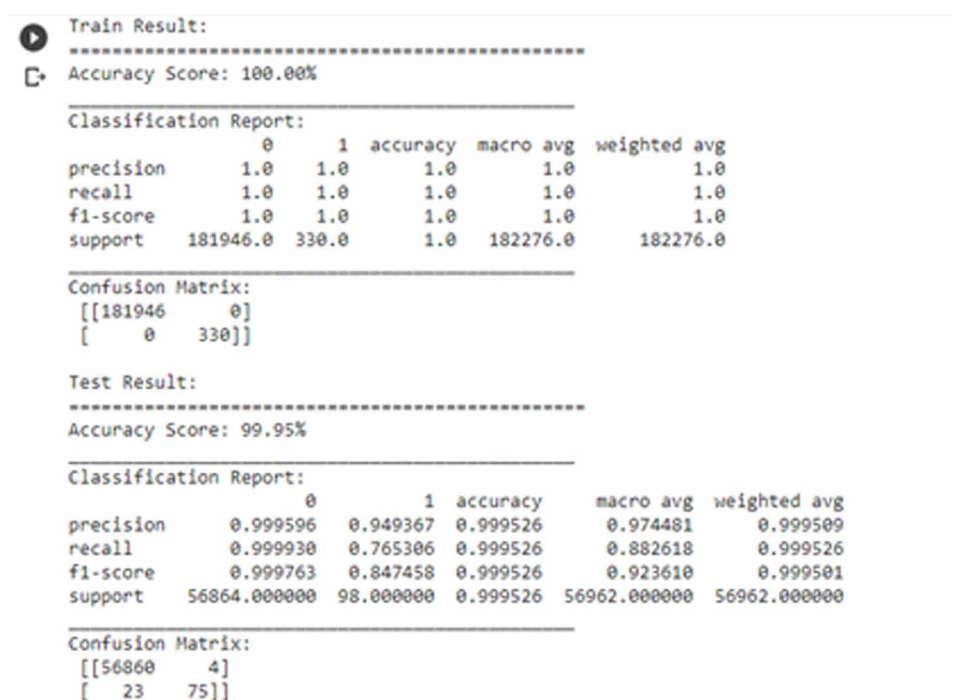 Train Result:
================================================
Accuracy Score: 100.00%
_______________________________________________
Classification Report:
0 1 accuracy macro avg weighted avg
precision 1.0 1.0 1.0 1.0 1.0
recall 1.0 1.0 1.0 1.0 1.0
f1-score 1.0 1.0 1.0 1.0 1.0
support 181946.0 330.0 1.0 182276.0 182276.0
_______________________________________________
Confusion Matrix:
[[181946 0]
[ 0 330]]
Test Result:
================================================
Accuracy Score: 99.95%
_______________________________________________
Classification Report:
0 1 accuracy macro avg weighted avg
precision 0.999596 0.949367 0.999526 0.974481 0.999509
recall 0.999930 0.765306 0.999526 0.882618 0.999526
f1-score 0.999763 0.847458 0.999526 0.923610 0.999501
support 56864.000000 98.000000 0.999526 56962.000000 56962.000000
_______________________________________________
Confusion Matrix:
[[56860 4]
[ 23 75]]